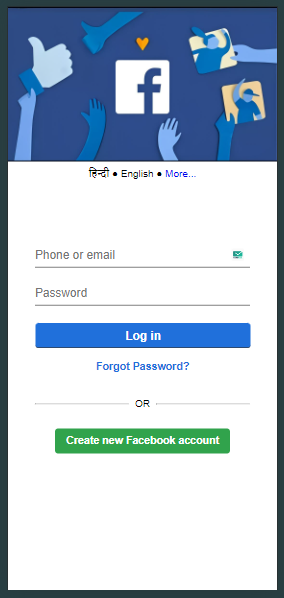 हिन्दी ● English ● More...
Phone or email
Password
Log in
Forgot Password?
OR
Create new Facebook account